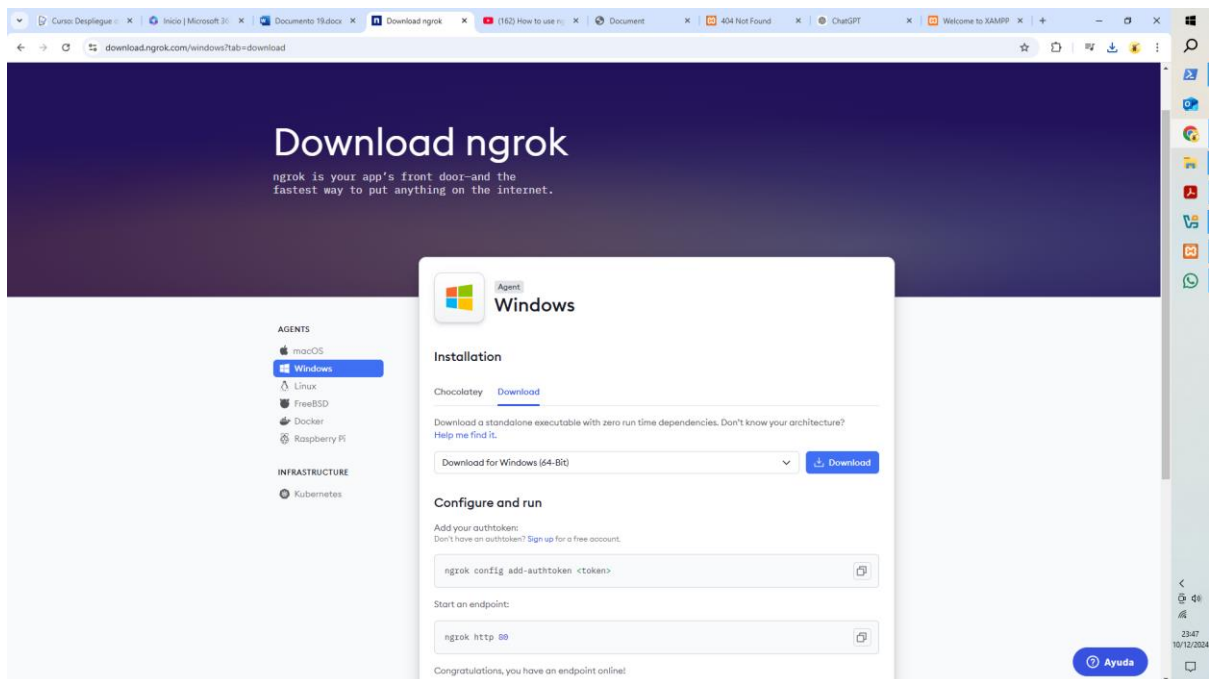 Curso: Despliegue
Inicio | Microsoft 36
Documento 19.docx
Download ngrok
(162) How to use n
Document
404 Not Found
ChatGPT
Welcome to XAMPP
download.ngrok.com/windows?tab=download
Download ngrok
ngrok is your app's front door—and the
fastest way to put anything on the internet.
Agent
Windows
AGENTS
macOS
Windows
Linux
FreeBSD
Docker
Raspberry Pi
INFRASTRUCTURE
Kubernetes
Installation
Chocolatey Download
Download a standalone executable with zero run time dependencies. Don't know your architecture?
Help me find it.
Download for Windows (64-Bit)
Download
Configure and run
Add your authtoken:
Don't have an authtoken? Sign up for a free account.
ngrok config add-authtoken <token>
Start an endpoint:
ngrok http 80
Congratulations, you have an endpoint online!
Ayuda
23:47
10/12/2024